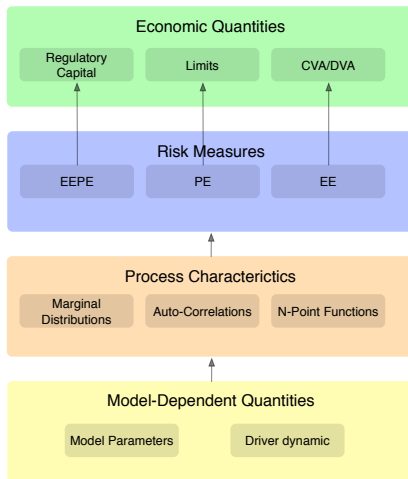 Economic Quantities
Regulatory
Capital
Limits
CVA/DVA
Risk Measures
EEPE
PE
EE
Process Characterictics
Marginal
Distributions
Auto-Correlations
N-Point Functions
Model-Dependent Quantities
Model Parameters
Driver dynamic